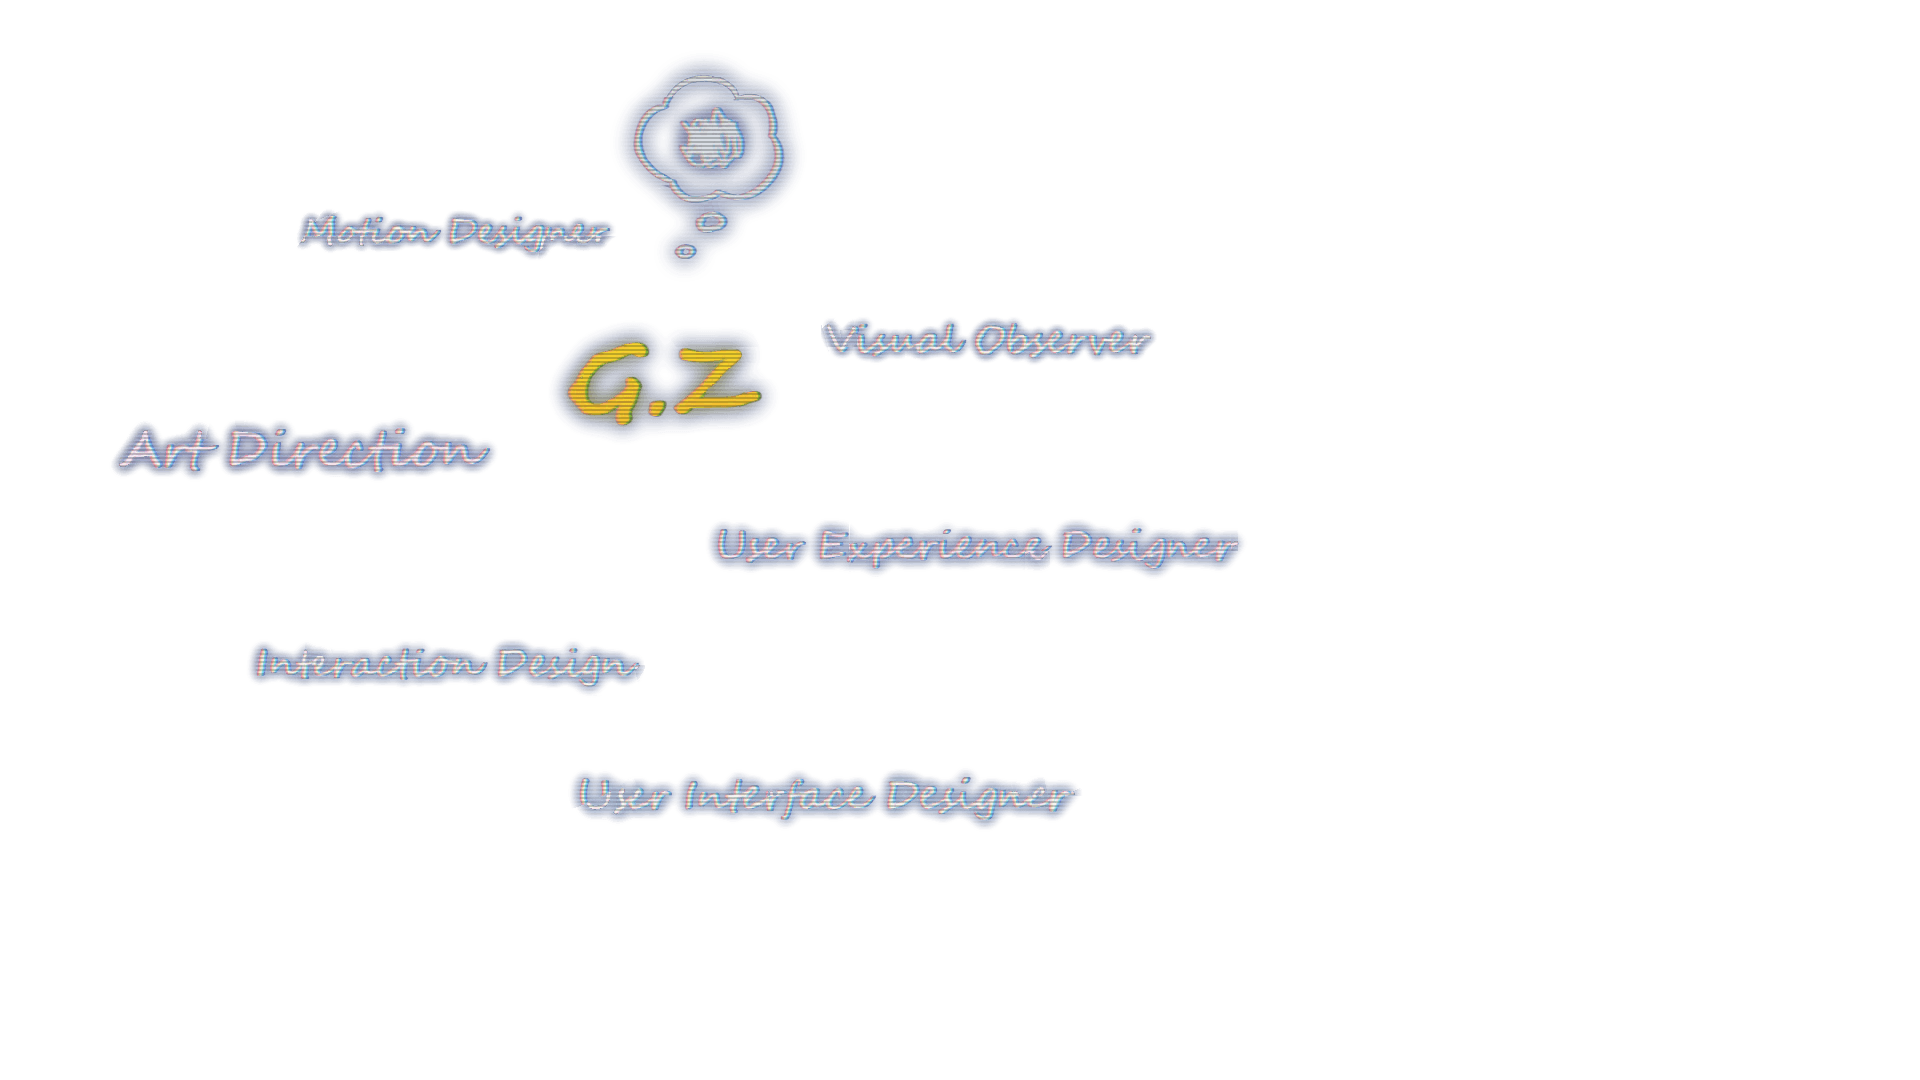 Motion Designer
Visual Observer
G.Z
Art Direction
User Experience Designer
Interaction Design
User Interface Designer